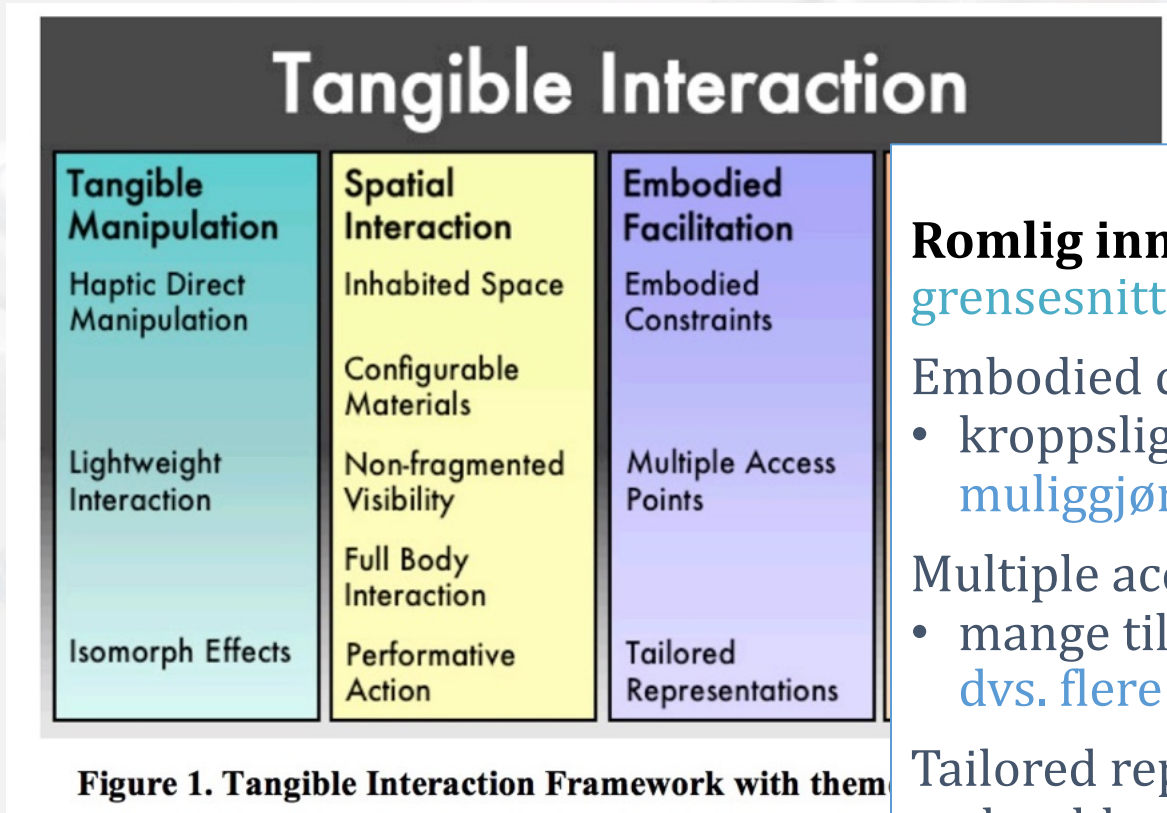 Tangible Interaction
Tangible
Manipulation
Haptic Direct
Manipulation
Lightweight
Interaction
Isomorph Effects
Spatial
Interaction
Inhabited Space
Configurable
Materials
Non-fragmented
Visibility
Full Body
Interaction
Performative
Action
Embodied
Facilitation
Embodied
Constraints
Multiple Access
Points
Tailored
Representations
Figure 1. Tangible Interaction Framework with them
Romlig inn
grensesnitt
Embodied
• kroppslig
muliggjør
Multiple acc
• mange til
dvs. flere
Tailored rep